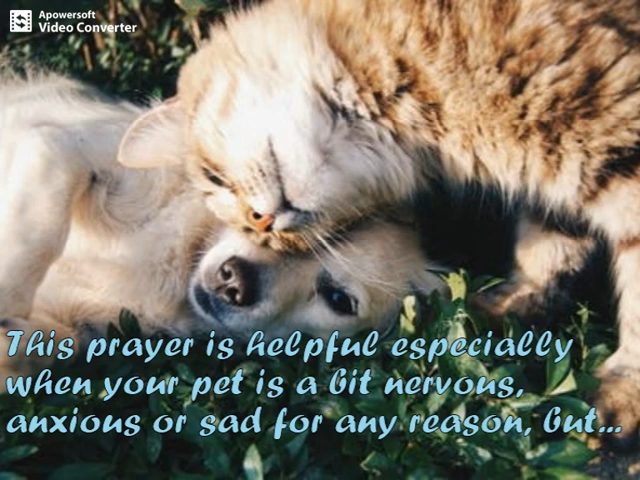 Apowersoft
Video Converter
This prayer is helpful especially
when your pet is a bit nervous,
anxious or sad for any reason, but...